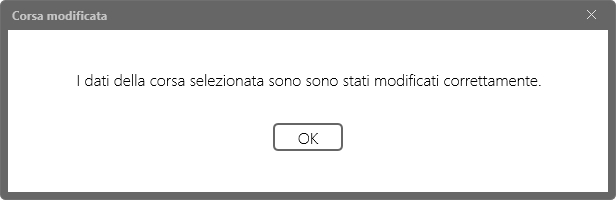 Corsa modificata
I dati della corsa selezionata sono sono stati modificati correttamente.
OK